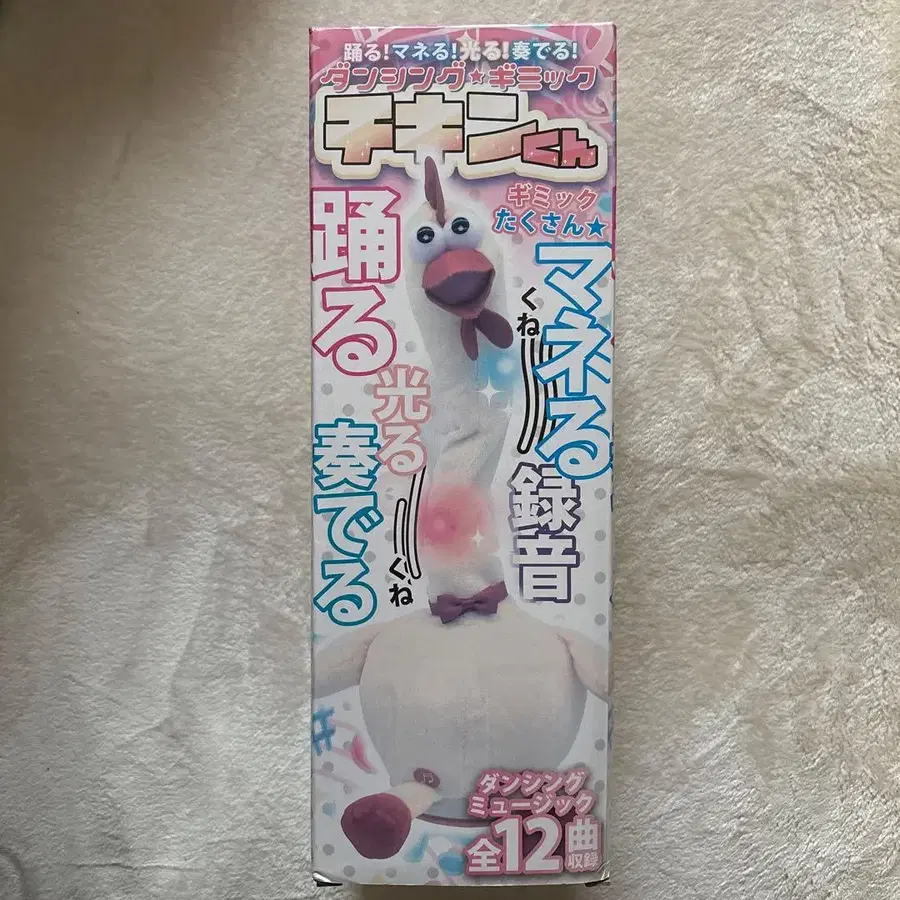 踊る!マネる!光る!奏でる!
ダンシング★ギミック
チキンくん
ギミック
たくさん★
踊る
マネる
くね
光る
奏でる
録音
くね
ダンシング
ミュージック
全12曲
収録